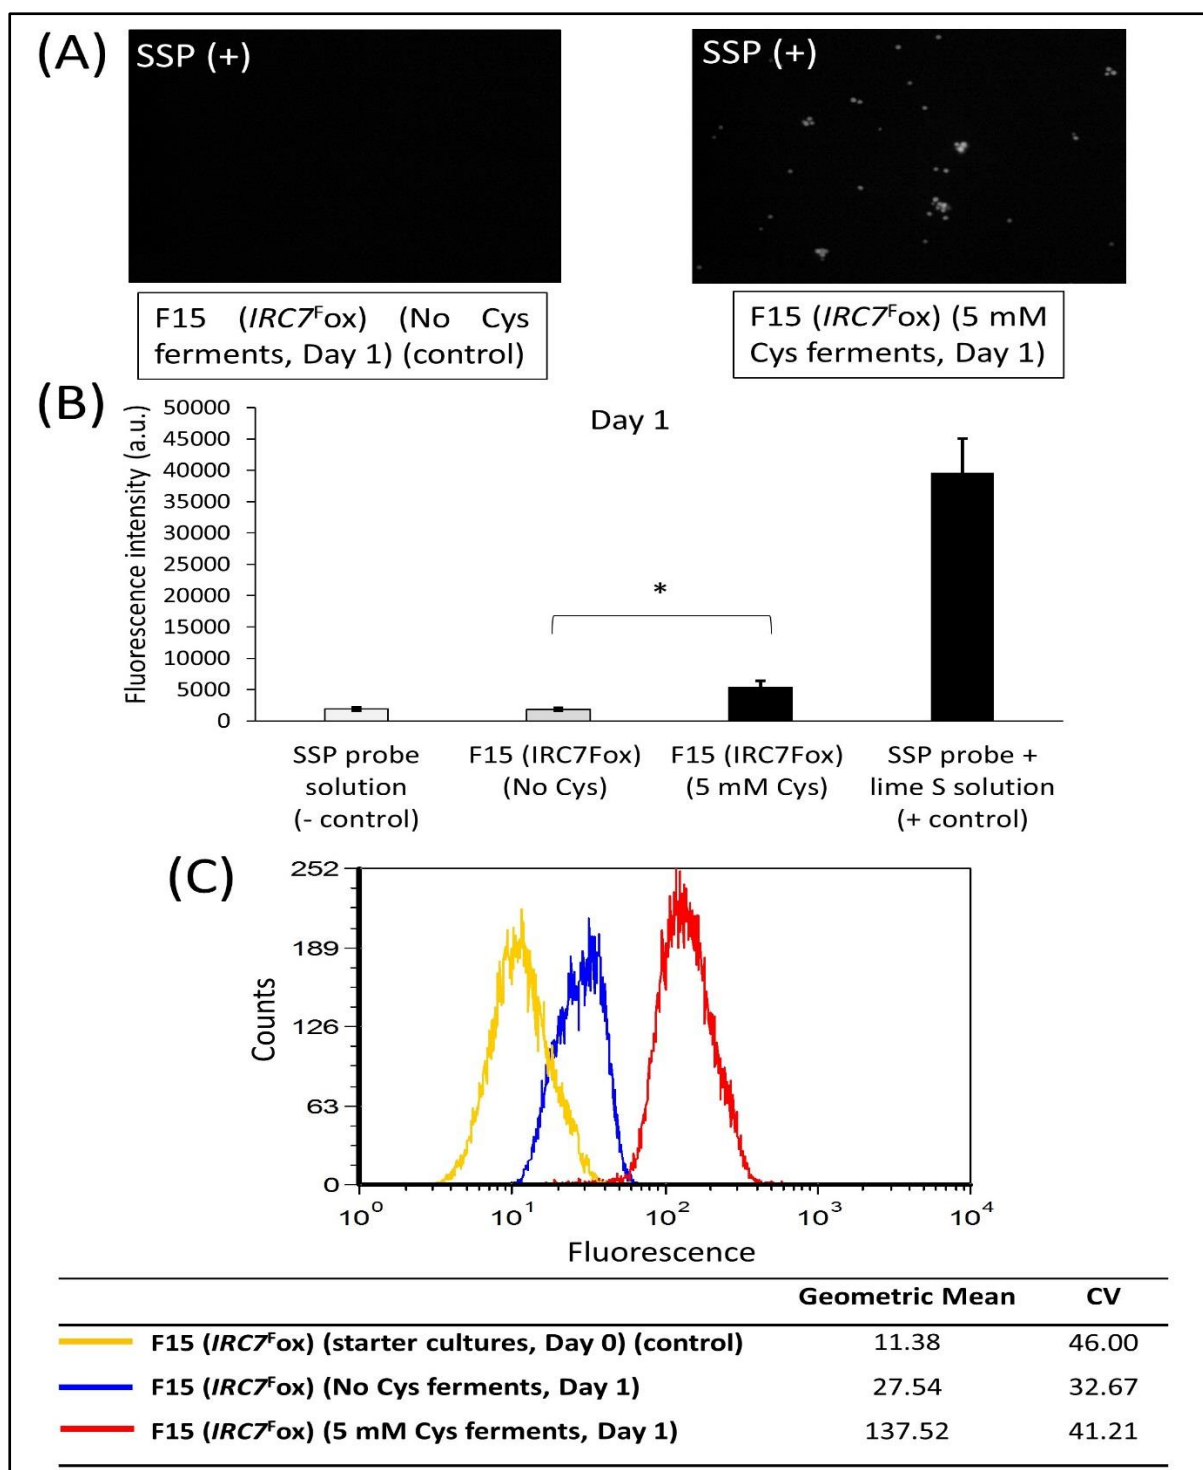 (A)
SSP (+)
SSP (+)
F15 (IRC7ᶠox) (No Cys
ferments, Day 1) (control)
F15 (IRC7ᶠox) (5 mM
Cys ferments, Day 1)
(B)
Day 1
Fluorescence intensity (a.u.)
50000
45000
40000
35000
30000
25000
20000
15000
10000
5000
0
*
SSP probe
solution
(- control)
F15 (IRC7Fox)
(No Cys)
F15 (IRC7Fox)
(5 mM Cys)
SSP probe +
lime S solution
(+ control)
(C)
Counts
252
189
126
63
0
10⁰
10¹
10²
10³
10⁴
Fluorescence
Geometric Mean CV
F15 (IRC7ᶠox) (starter cultures, Day 0) (control) 11.38 46.00
F15 (IRC7ᶠox) (No Cys ferments, Day 1) 27.54 32.67
F15 (IRC7ᶠox) (5 mM Cys ferments, Day 1) 137.52 41.21